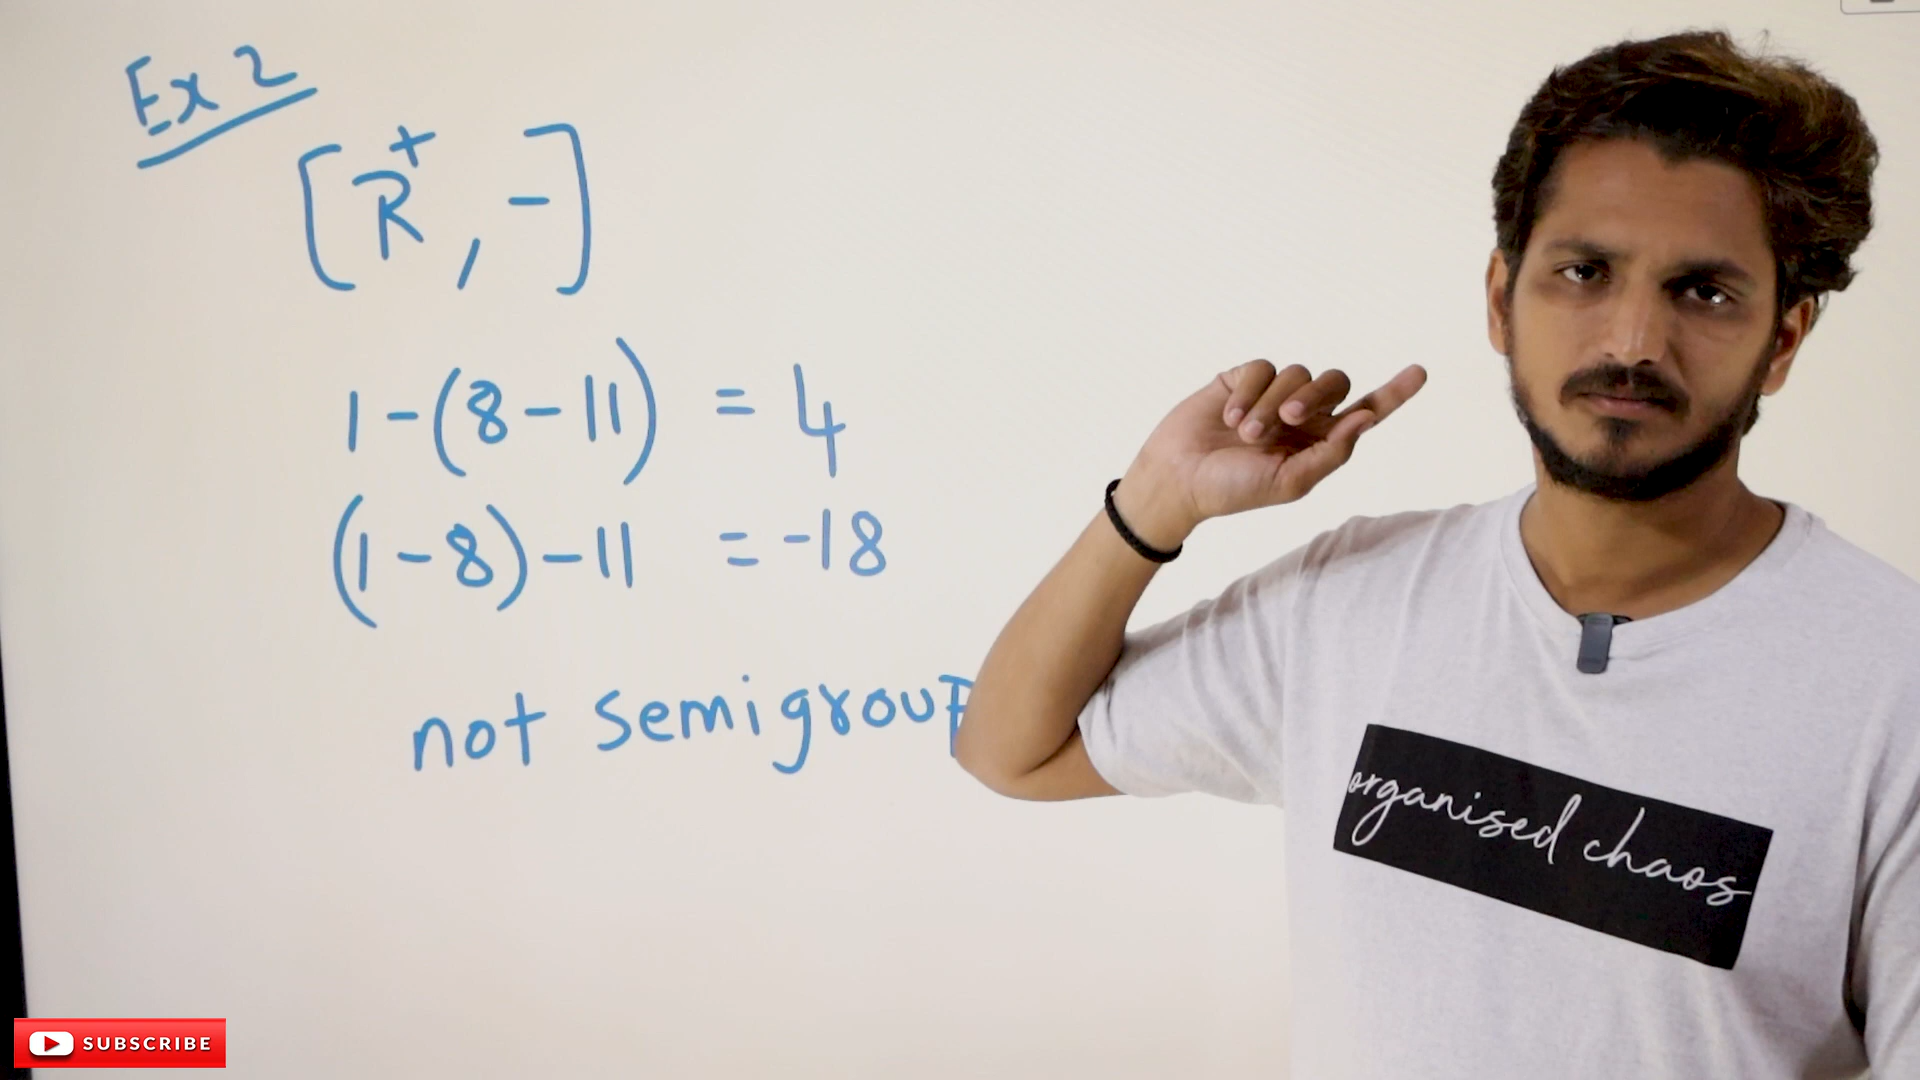 Ex 2
[R⁺, -]
1-(8-11) = 4
(1-8)-11 = -18
not semigroup
organised chaos
SUBSCRIBE